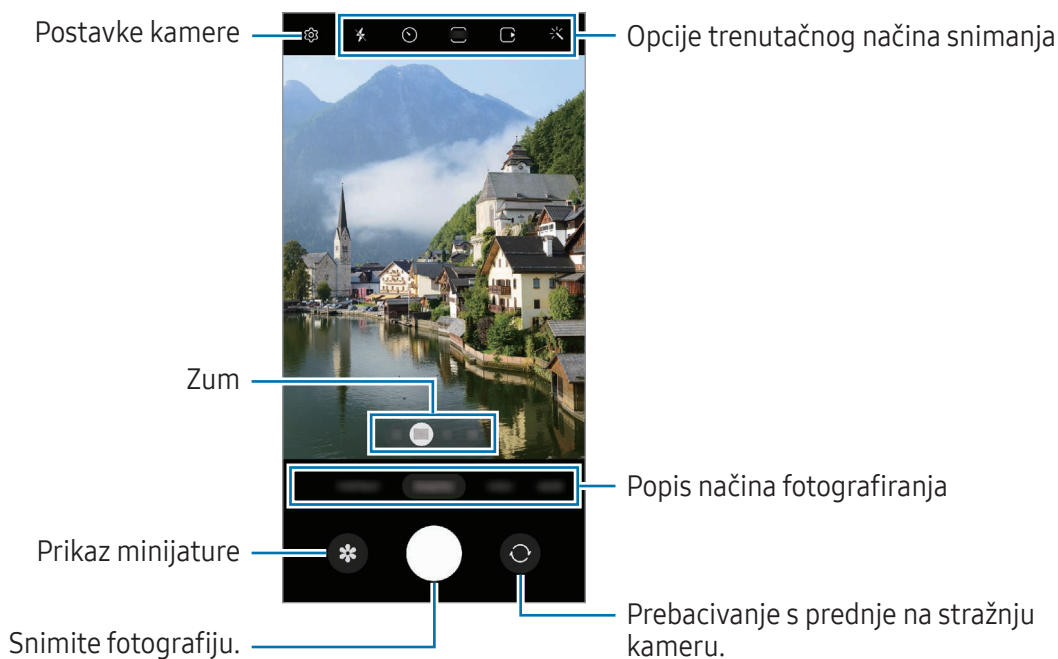 Postavke kamere
Opcije trenutačnog načina snimanja
Zum
Popis načina fotografiranja
Prikaz minijature
Snimite fotografiju.
Prebacivanje s prednje na stražnju
kameru.